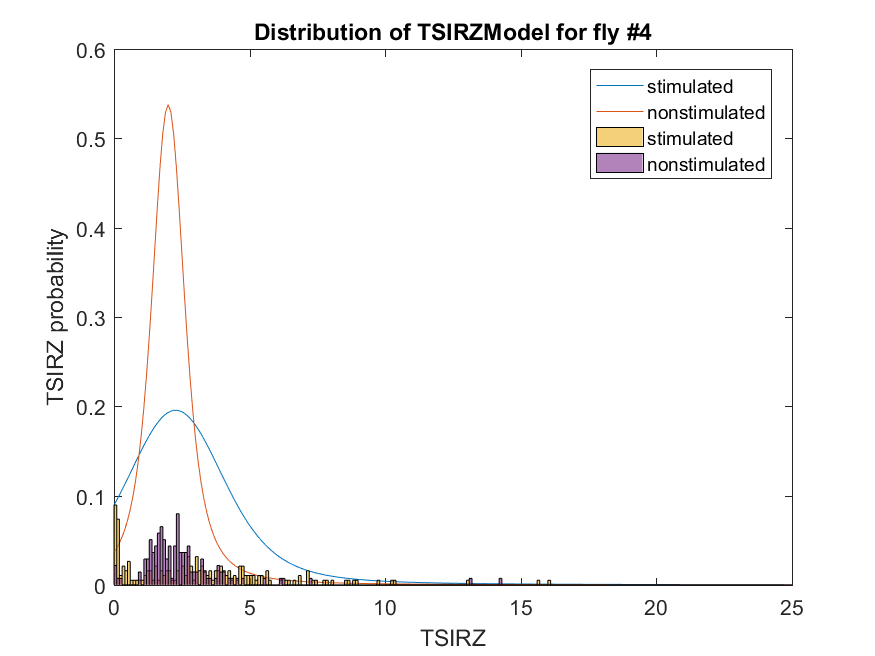 Distribution of TSIRZModel for fly #4
0.6
0.5
0.4
0.3
0.2
0.1
0
TSIRZ probability
stimulated
nonstimulated
stimulated
nonstimulated
0 5 10 15 20 25
TSIRZ